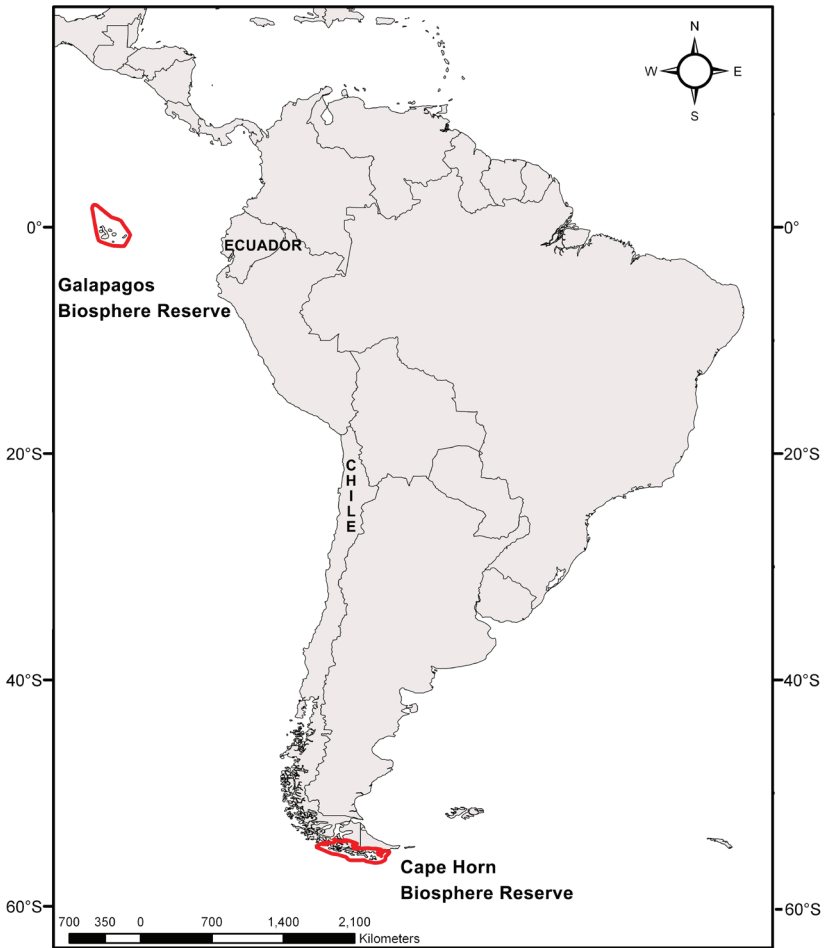 N
W E
S
0° 0°
ECUADOR
Galapagos
Biosphere Reserve
20°S 20°S
C
H
I
L
E
40°S 40°S
Cape Horn
Biosphere Reserve
60°S 60°S
700 350 0 700 1,400 2,100
Kilometers